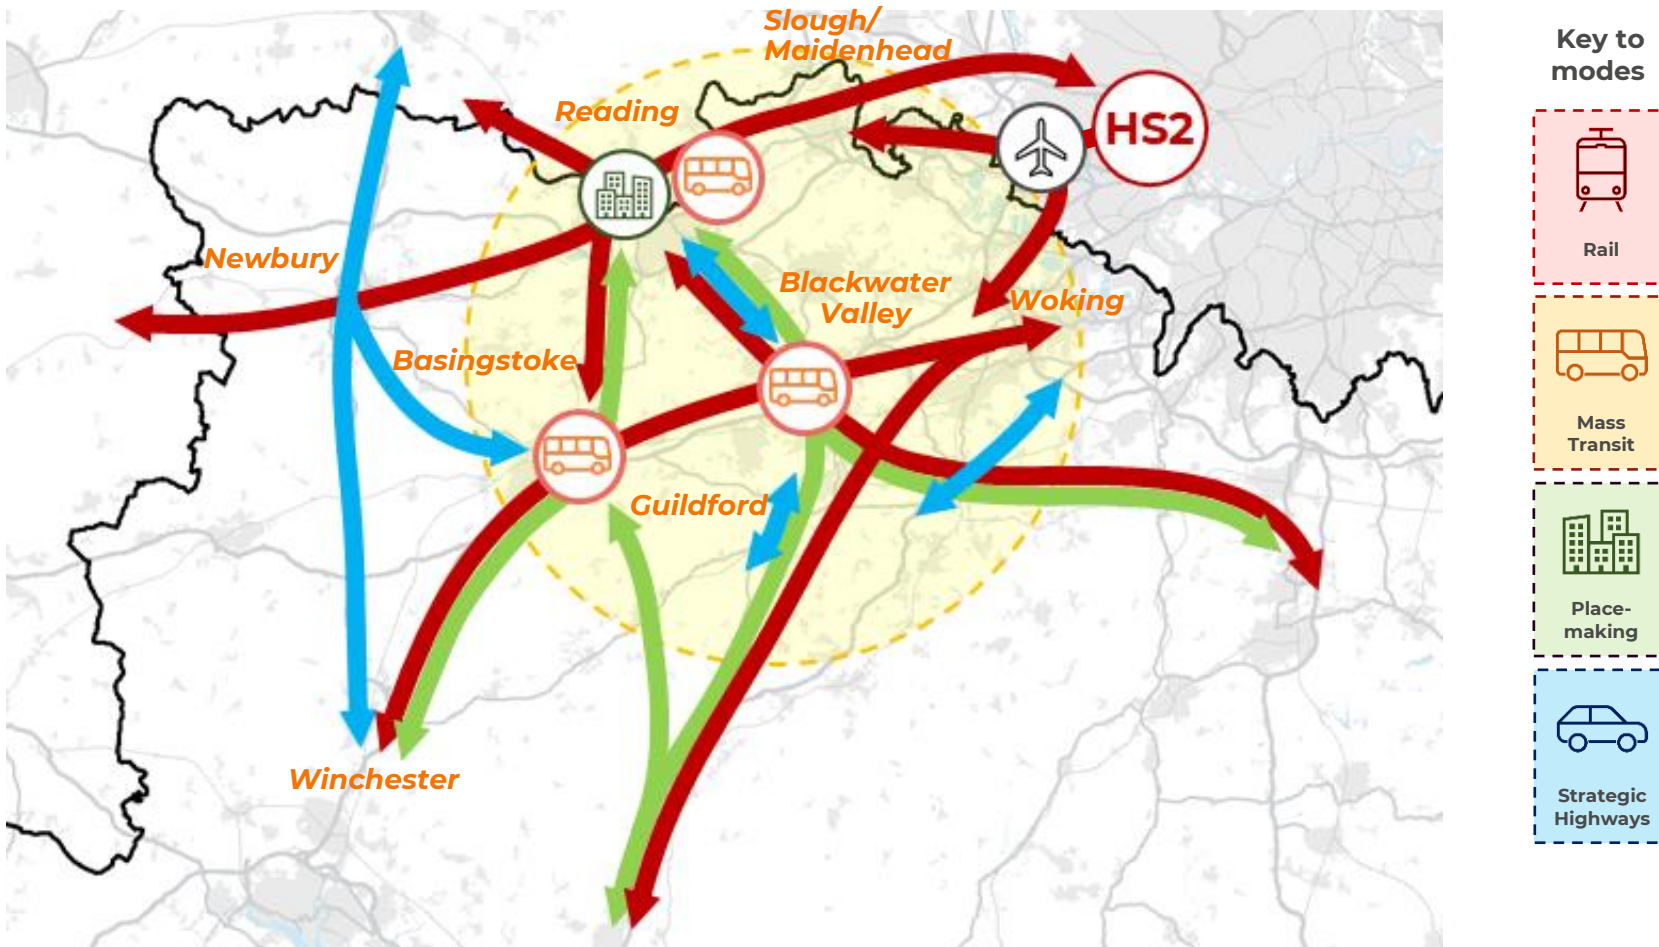 Slough/
Maidenhead
Reading
HS2
Newbury
Blackwater
Valley
Woking
Basingstoke
Guildford
Winchester
Key to
modes
Rail
Mass
Transit
Place-
making
Strategic
Highways